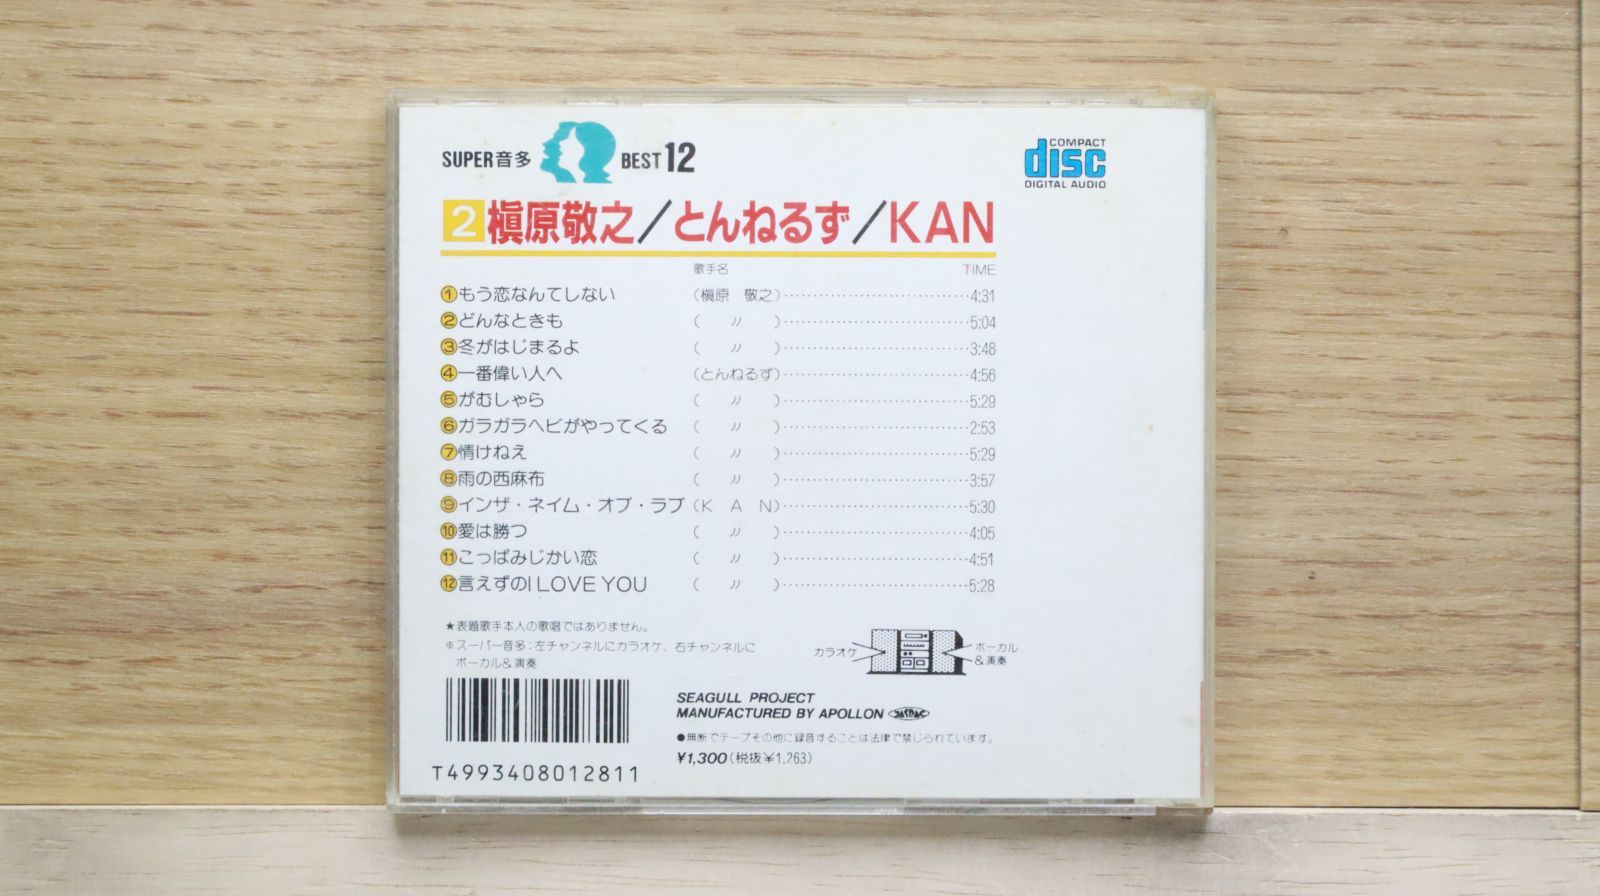 SUPER音多 BEST 12
COMPACT
disc
DIGITAL AUDIO
2 槇原敬之／とんねるず／KAN
歌手名 TIME
①もう恋なんてしない (槇原 敬之) 4:31
②どんなときも ( 〃 ) 5:04
③冬がはじまるよ ( 〃 ) 3:48
④一番偉い人へ (とんねるず) 4:56
⑤がむしゃら ( 〃 ) 5:29
⑥ガラガラヘビがやってくる ( 〃 ) 2:53
⑦情けねえ ( 〃 ) 5:29
⑧雨の西麻布 ( 〃 ) 3:57
⑨インザ・ネイム・オブ・ラブ (K A N) 5:30
⑩愛は勝つ ( 〃 ) 4:05
⑪こっぱみじかい恋 ( 〃 ) 4:51
⑫言えずのI LOVE YOU ( 〃 ) 5:28
★表題歌手本人の歌唱ではありません。
※スーパー音多：左チャンネルにカラオケ、右チャンネルに
ボーカル&演奏
カラオケ
ボーカル
&演奏
SEAGULL PROJECT
MANUFACTURED BY APOLLON JASRAC
●無断でテープその他に録音することは法律で禁じられています。
¥1,300(税抜¥1,263)
T4993408012811